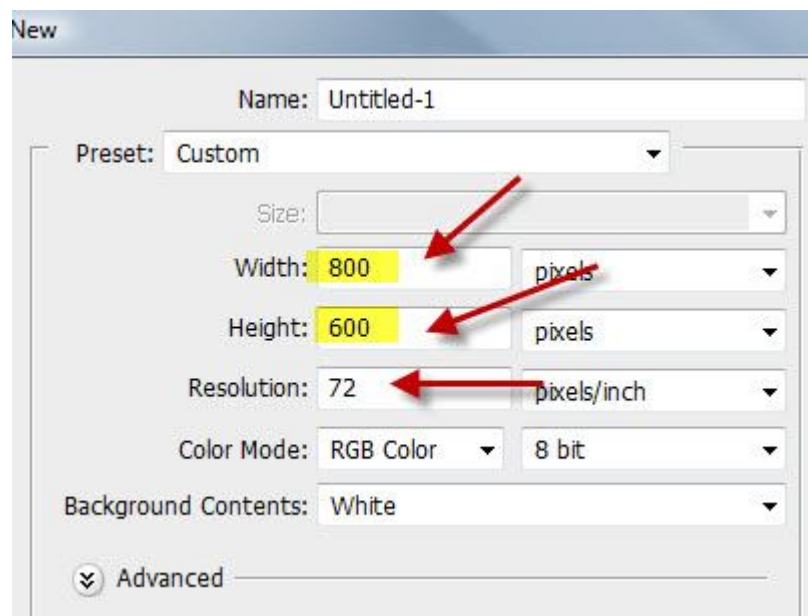 New
Name: Untitled-1
Preset: Custom
Size:
Width: 800 pixels
Height: 600 pixels
Resolution: 72 pixels/inch
Color Mode: RGB Color 8 bit
Background Contents: White
Advanced